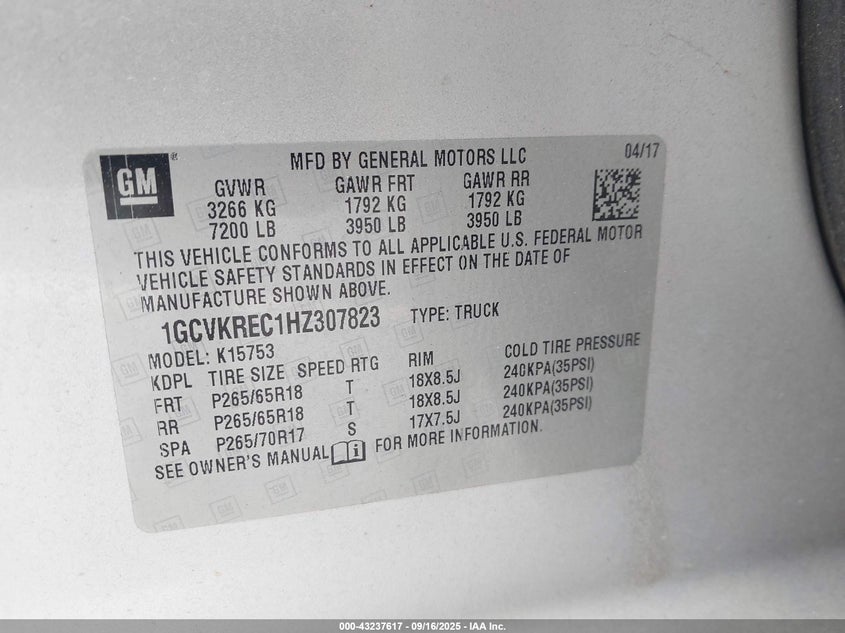 GM
MFD BY GENERAL MOTORS LLC
04/17
GVWR GAWR FRT GAWR RR
3266 KG 1792 KG 1792 KG
7200 LB 3950 LB 3950 LB
THIS VEHICLE CONFORMS TO ALL APPLICABLE U.S. FEDERAL MOTOR
VEHICLE SAFETY STANDARDS IN EFFECT ON THE DATE OF
MANUFACTURE SHOWN ABOVE.
1GCVKREC1HZ307823 TYPE: TRUCK
MODEL: K15753
KDPL TIRE SIZE SPEED RTG RIM COLD TIRE PRESSURE
FRT P265/65R18 T 18X8.5J 240KPA(35PSI)
RR P265/65R18 T 18X8.5J 240KPA(35PSI)
SPA P265/70R17 S 17X7.5J 240KPA(35PSI)
SEE OWNER'S MANUAL FOR MORE INFORMATION.
000-43237617 - 09/16/2025 - IAA Inc.